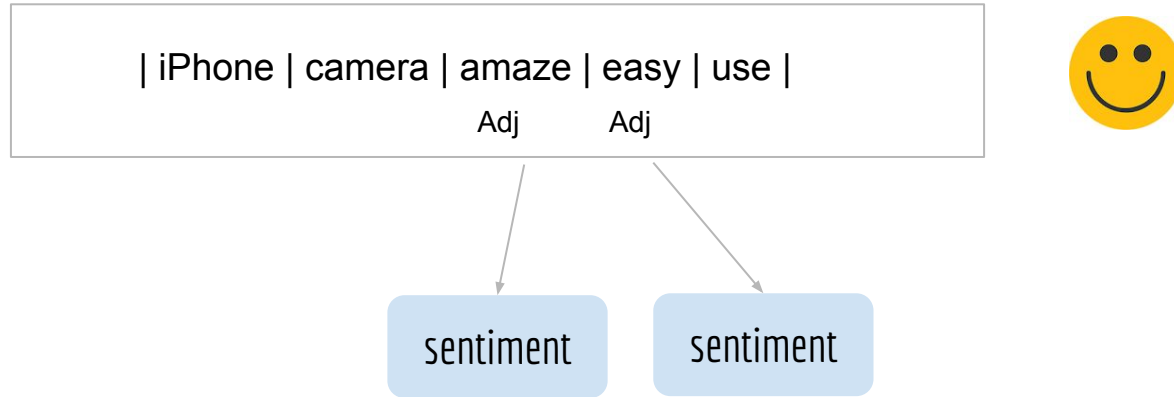 | iPhone | camera | amaze | easy | use |
Adj Adj
sentiment sentiment